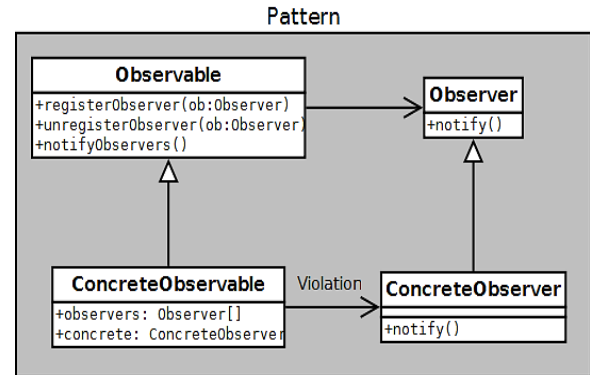 Pattern
Observable
+registerObserver(ob:Observer)
+unregisterObserver(ob:Observer)
+notifyObservers()
Observer
+notify()
ConcreteObservable
+observers: Observer[]
+concrete: ConcreteObserver
Violation
ConcreteObserver
+notify()